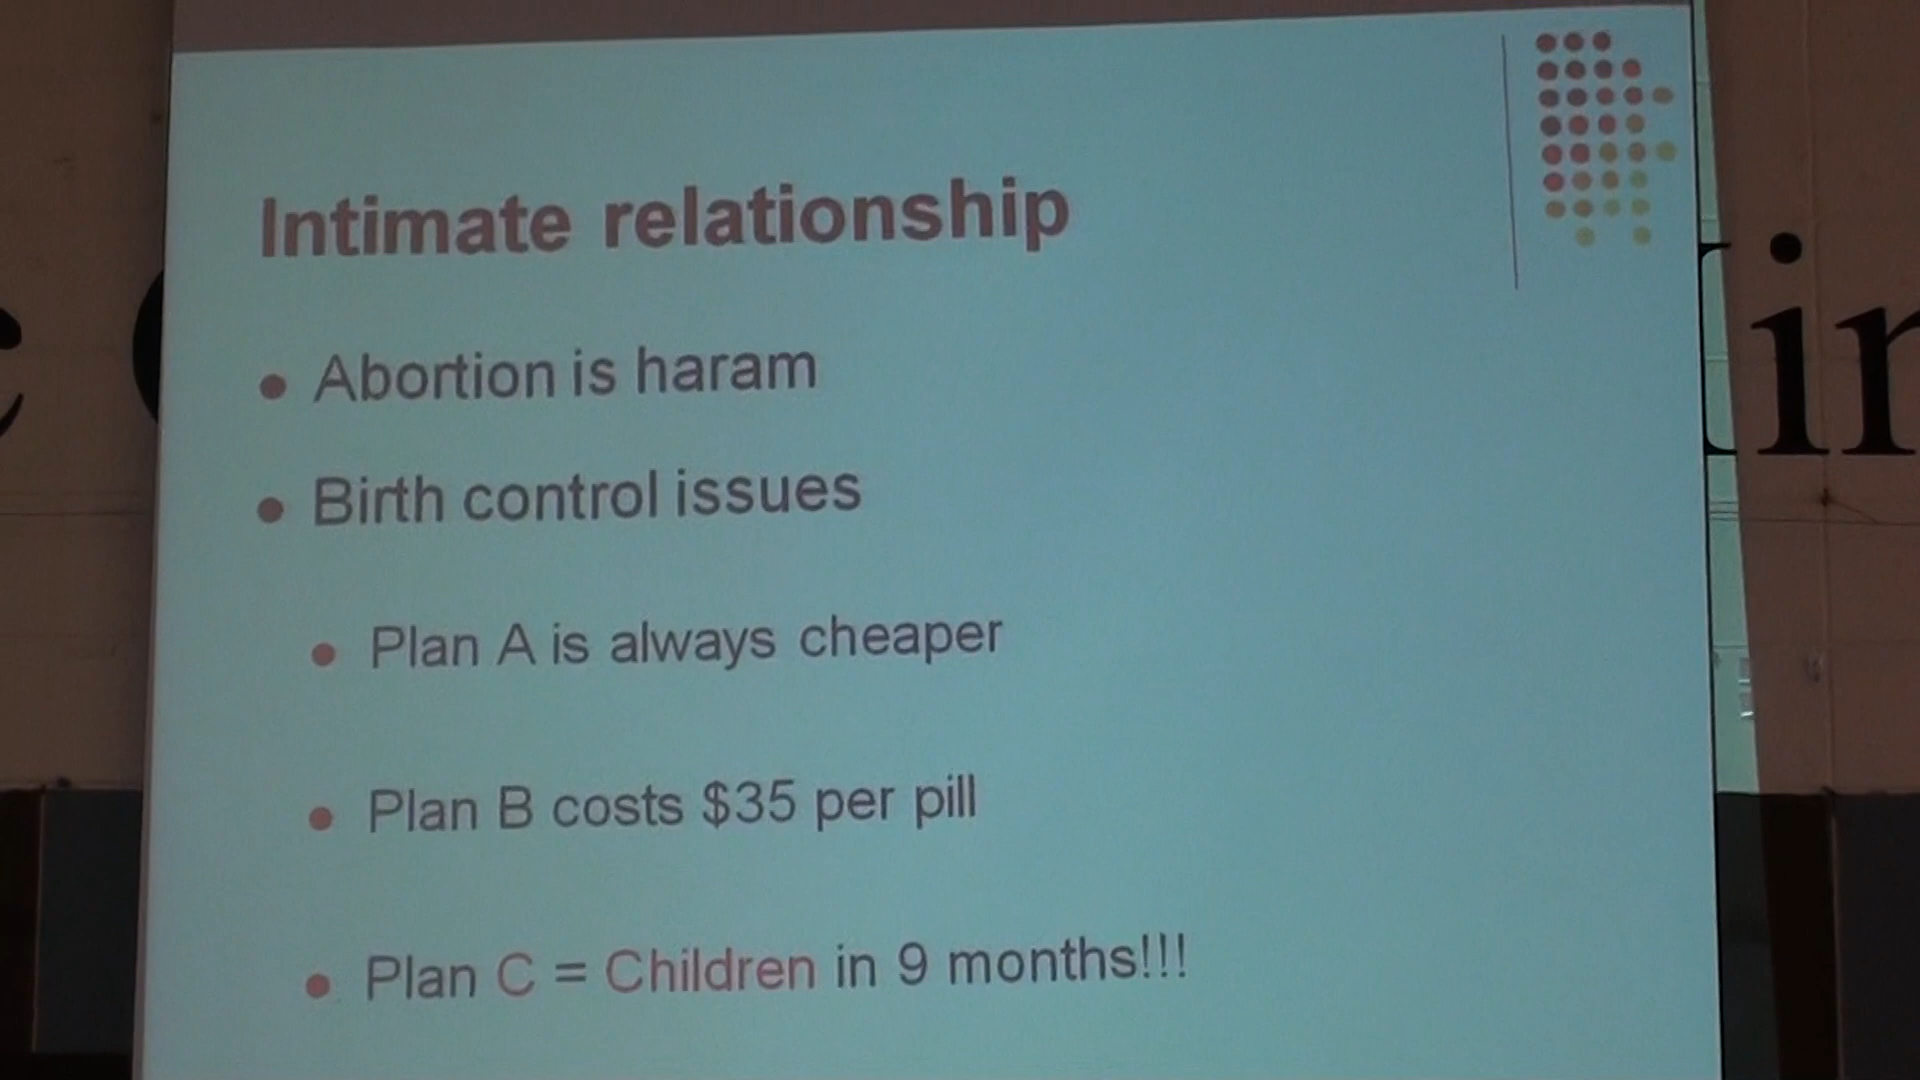 Intimate relationship
Abortion is haram
Birth control issues
Plan A is always cheaper
Plan B costs $35 per pill
Plan C = Children in 9 months!!!